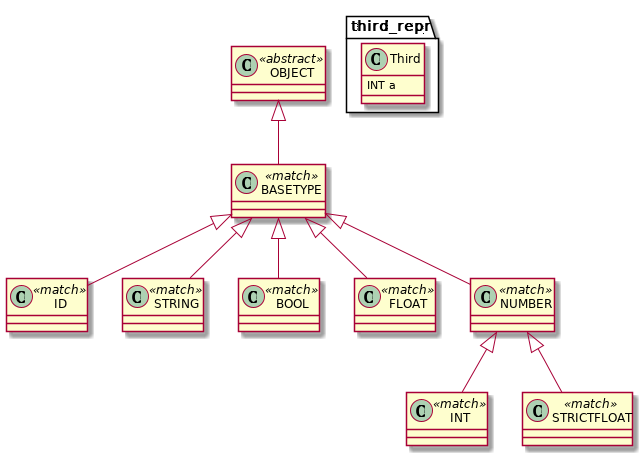 third_repr
C Third
INT a
C «abstract»
OBJECT
C «match»
BASETYPE
C «match»
ID
C «match»
STRING
C «match»
BOOL
C «match»
FLOAT
C «match»
NUMBER
C «match»
INT
C «match»
STRICTFLOAT